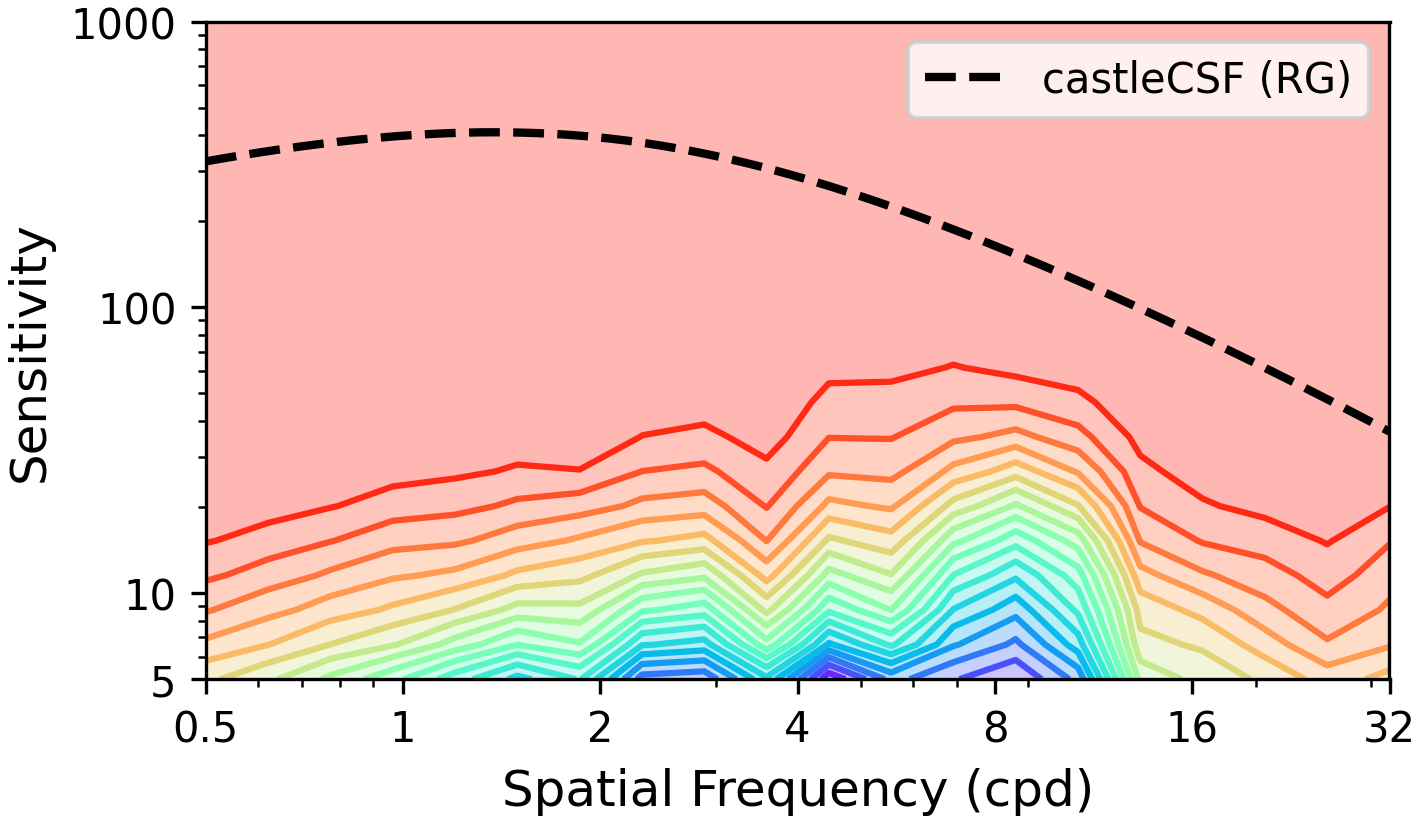 1000
castleCSF (RG)
100
Sensitivity
10
5
0.5 1 2 4 8 16 32
Spatial Frequency (cpd)